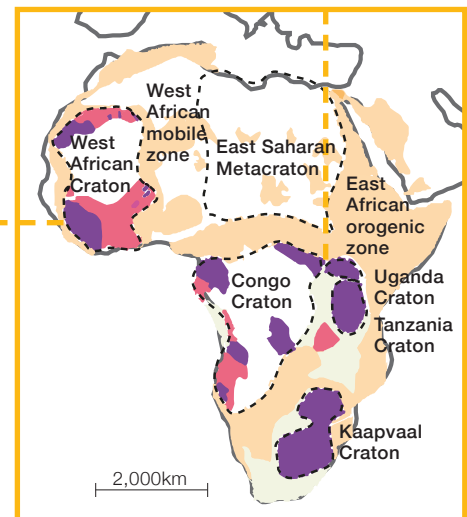 West
African
mobile
zone
West
African
Craton
East Saharan
Metacraton
East
African
orogenic
zone
Congo
Craton
Uganda
Craton
Tanzania
Craton
Kaapvaal
Craton
2,000km